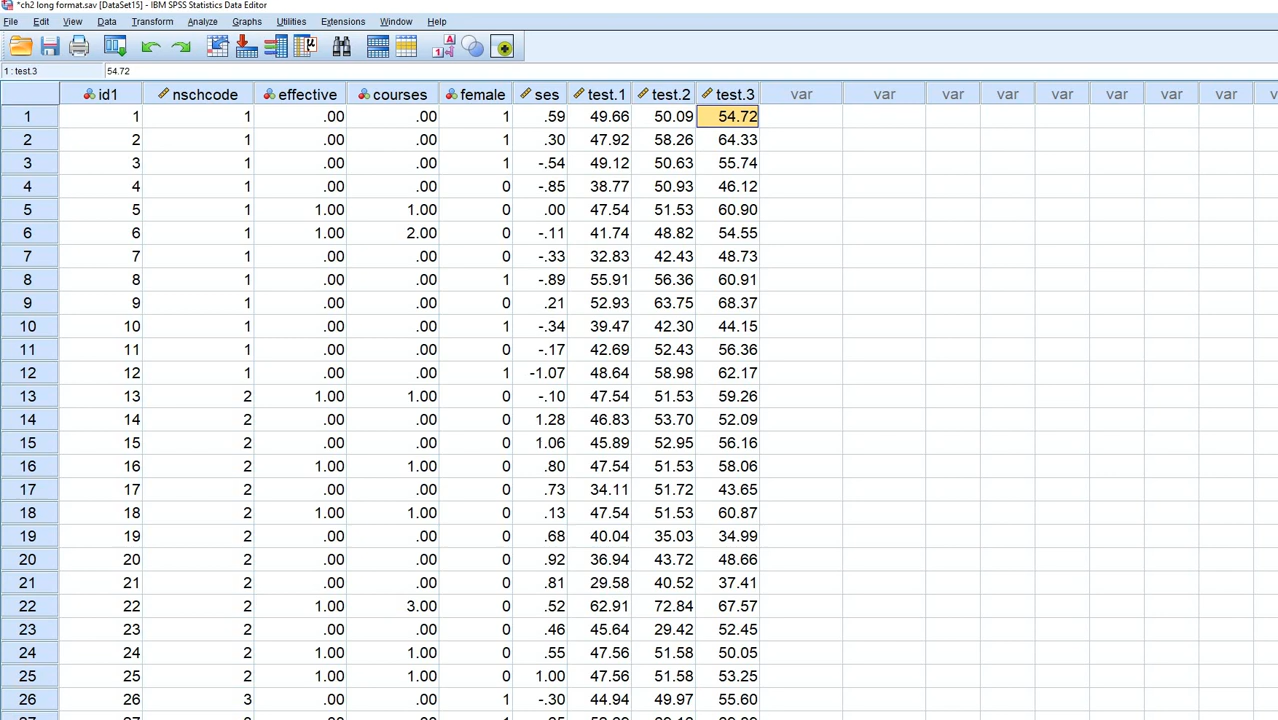 *ch2 long format.sav [DataSet15] - IBM SPSS Statistics Data Editor
File Edit View Data Transform Analyze Graphs Utilities Extensions Window Help
1 : test.3 54.72
id1 nschcode effective courses female ses test.1 test.2 test.3 var var var var var var var var
1 1 1 .00 .00 1 .59 49.66 50.09 54.72
2 2 1 .00 .00 1 .30 47.92 58.26 64.33
3 3 1 .00 .00 1 -.54 49.12 50.63 55.74
4 4 1 .00 .00 0 -.85 38.77 50.93 46.12
5 5 1 1.00 1.00 0 .00 47.54 51.53 60.90
6 6 1 1.00 2.00 0 -.11 41.74 48.82 54.55
7 7 1 .00 .00 0 -.33 32.83 42.43 48.73
8 8 1 .00 .00 1 -.89 55.91 56.36 60.91
9 9 1 .00 .00 0 .21 52.93 63.75 68.37
10 10 1 .00 .00 1 -.34 39.47 42.30 44.15
11 11 1 .00 .00 0 -.17 42.69 52.43 56.36
12 12 1 .00 .00 1 -1.07 48.64 58.98 62.17
13 13 2 1.00 1.00 0 -.10 47.54 51.53 59.26
14 14 2 .00 .00 0 1.28 46.83 53.70 52.09
15 15 2 .00 .00 0 1.06 45.89 52.95 56.16
16 16 2 1.00 1.00 0 .80 47.54 51.53 58.06
17 17 2 .00 .00 0 .73 34.11 51.72 43.65
18 18 2 1.00 1.00 0 .13 47.54 51.53 60.87
19 19 2 .00 .00 0 .68 40.04 35.03 34.99
20 20 2 .00 .00 0 .92 36.94 43.72 48.66
21 21 2 .00 .00 0 .81 29.58 40.52 37.41
22 22 2 1.00 3.00 0 .52 62.91 72.84 67.57
23 23 2 .00 .00 0 .46 45.64 29.42 52.45
24 24 2 1.00 1.00 0 .55 47.56 51.58 50.05
25 25 2 1.00 1.00 0 1.00 47.56 51.58 53.25
26 26 3 .00 .00 1 -.30 44.94 49.97 55.60